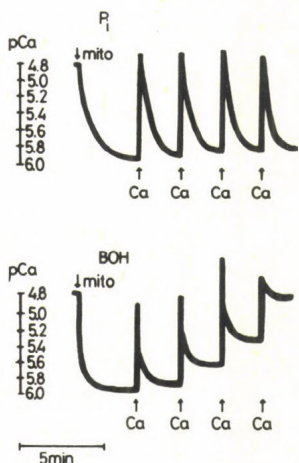 Pi
pCa
4.8
5.0
5.2
5.6
5.8
6.0
↓mito
↑ ↑ ↑ ↑
Ca Ca Ca Ca
BOH
pCa
4.8
5.0
5.2
5.4
5.6
5.8
6.0
↓mito
↑ ↑ ↑ ↑
Ca Ca Ca Ca
5min